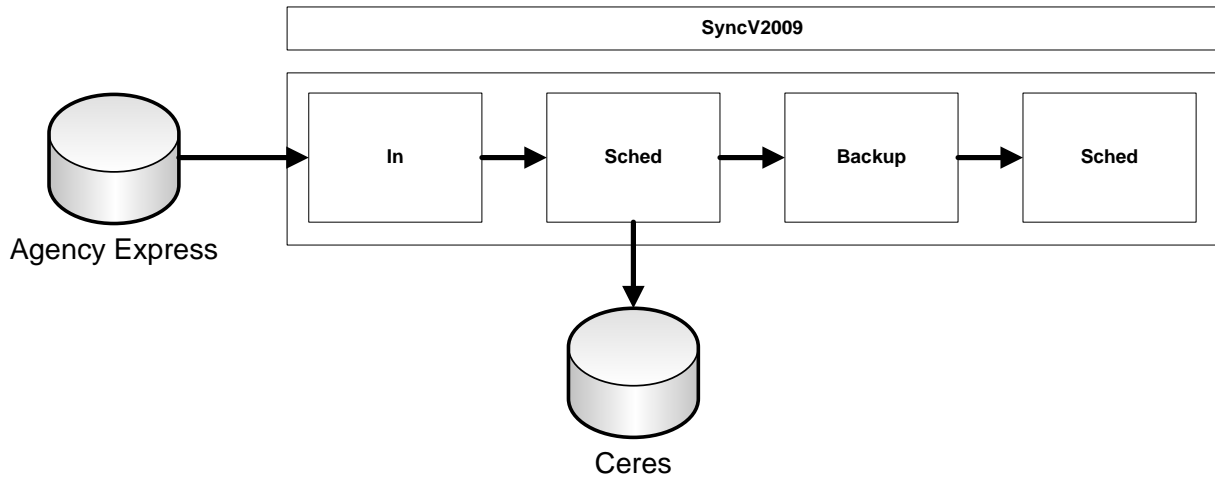 SyncV2009
In
Sched
Backup
Sched
Agency Express
Ceres